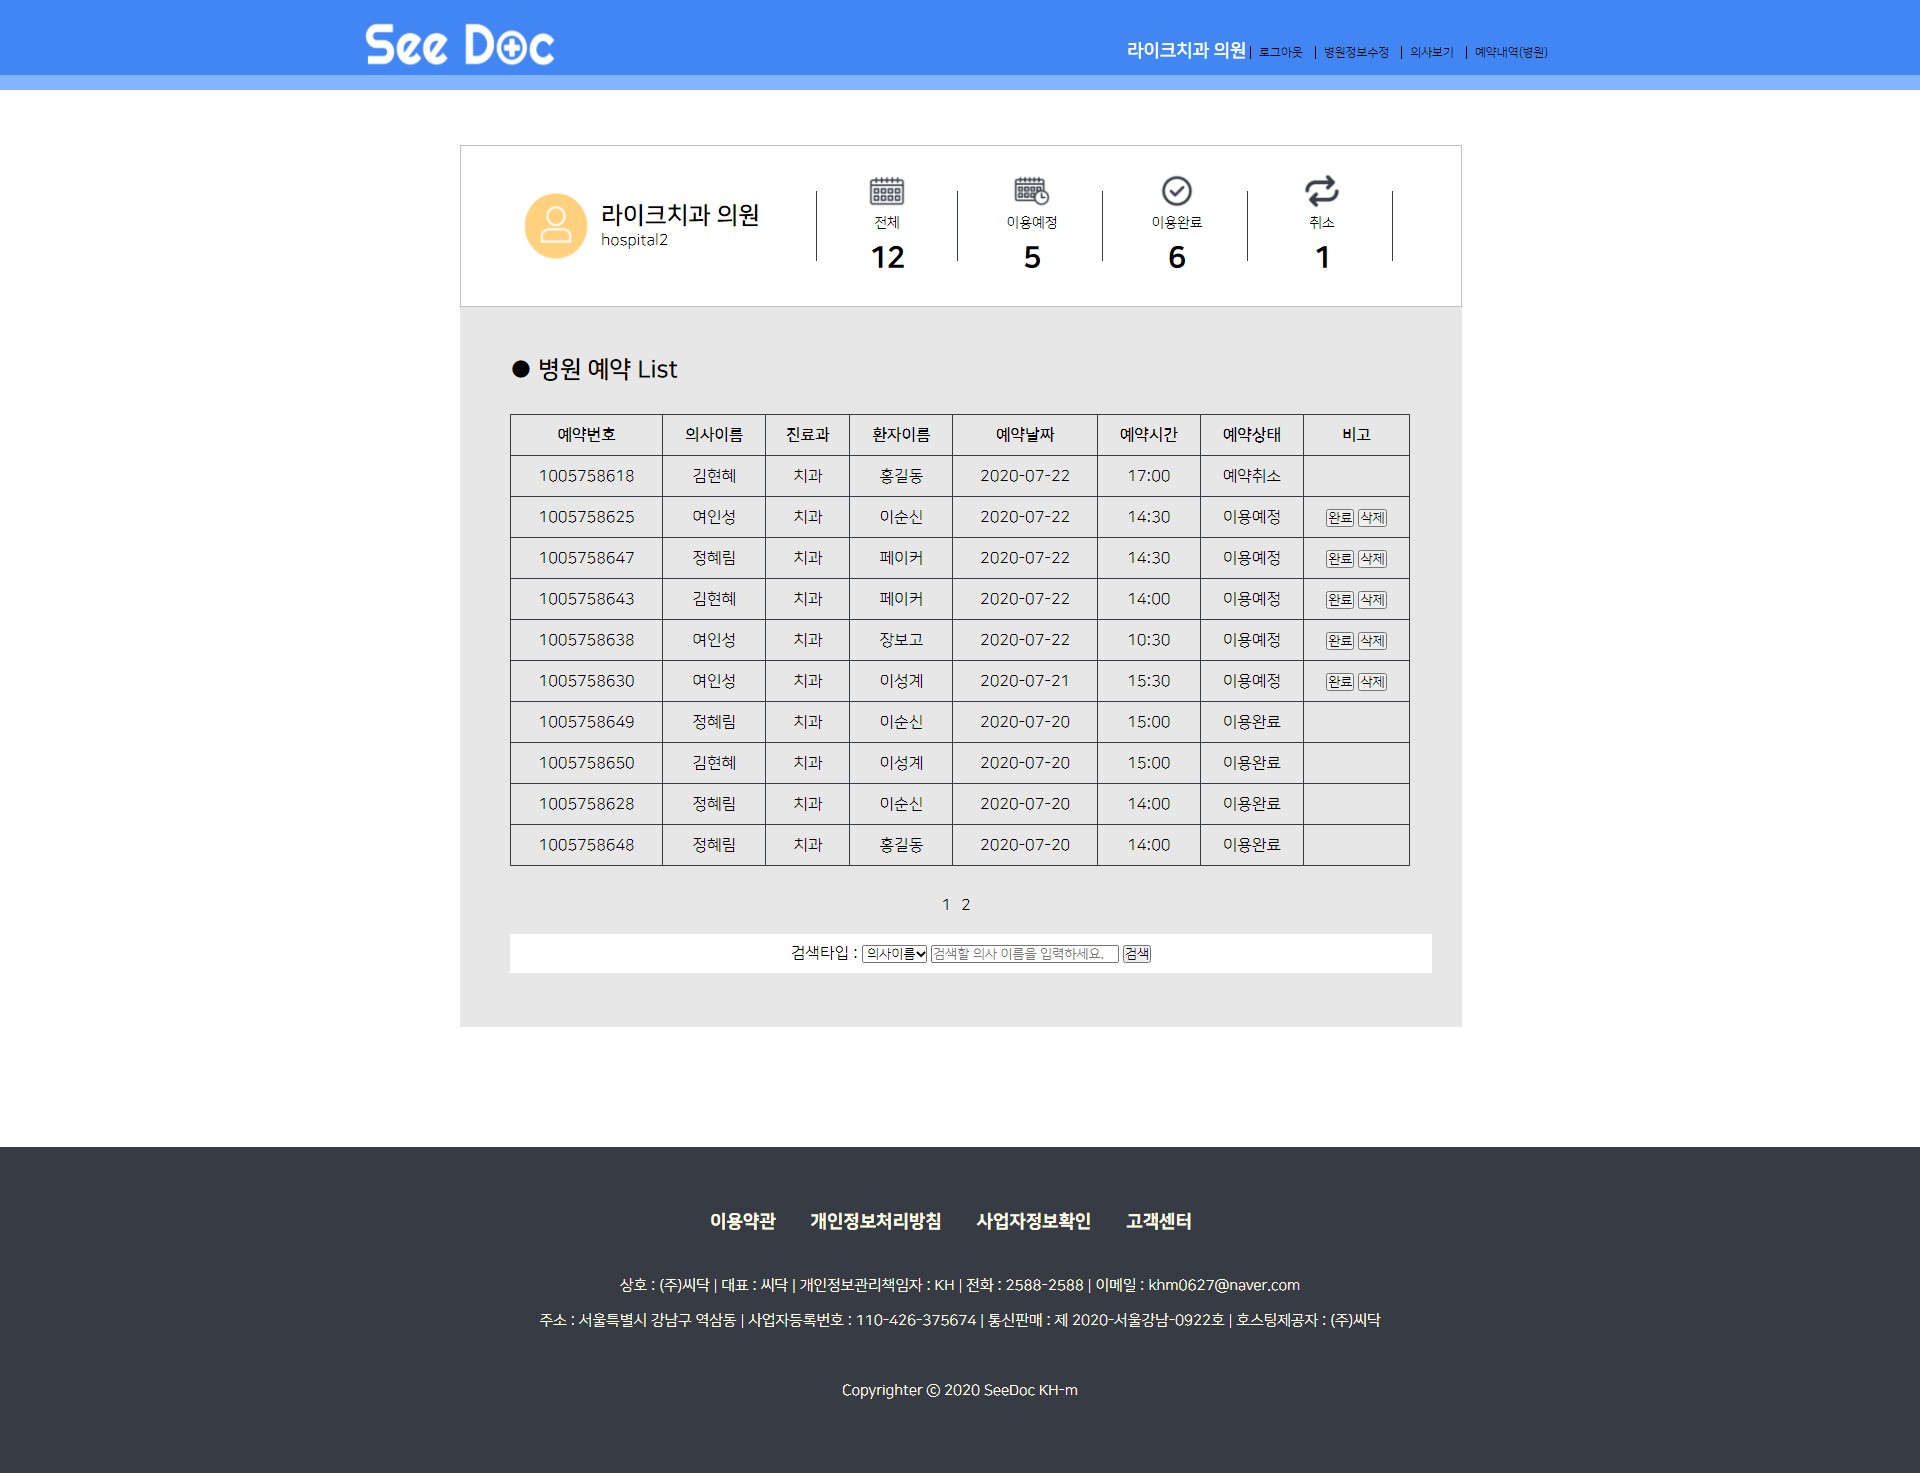 See Doc
라이크치과 의원 | 로그아웃 | 병원정보수정 | 의사보기 | 예약내역(병원)
라이크치과 의원
hospital2
전체
12
이용예정
5
이용완료
6
취소
1
● 병원 예약 List
예약번호 의사이름 진료과 환자이름 예약날짜 예약시간 예약상태 비고
1005758618 김현혜 치과 홍길동 2020-07-22 17:00 예약취소
1005758625 여인성 치과 이순신 2020-07-22 14:30 이용예정 완료 삭제
1005758647 정혜림 치과 페이커 2020-07-22 14:30 이용예정 완료 삭제
1005758643 김현혜 치과 페이커 2020-07-22 14:00 이용예정 완료 삭제
1005758638 여인성 치과 장보고 2020-07-22 10:30 이용예정 완료 삭제
1005758630 여인성 치과 이성계 2020-07-21 15:30 이용예정 완료 삭제
1005758649 정혜림 치과 이순신 2020-07-20 15:00 이용완료
1005758650 김현혜 치과 이성계 2020-07-20 15:00 이용완료
1005758628 정혜림 치과 이순신 2020-07-20 14:00 이용완료
1005758648 정혜림 치과 홍길동 2020-07-20 14:00 이용완료
1 2
검색타입 : 의사이름 검색할 의사 이름을 입력하세요. 검색
이용약관 개인정보처리방침 사업자정보확인 고객센터
상호 : (주)씨닥 | 대표 : 씨닥 | 개인정보관리책임자 : KH | 전화 : 2588-2588 | 이메일 : khm0627@naver.com
주소 : 서울특별시 강남구 역삼동 | 사업자등록번호 : 110-426-375674 | 통신판매 : 제 2020-서울강남-0922호 | 호스팅제공자 : (주)씨닥
Copyrighter ⓒ 2020 SeeDoc KH-m